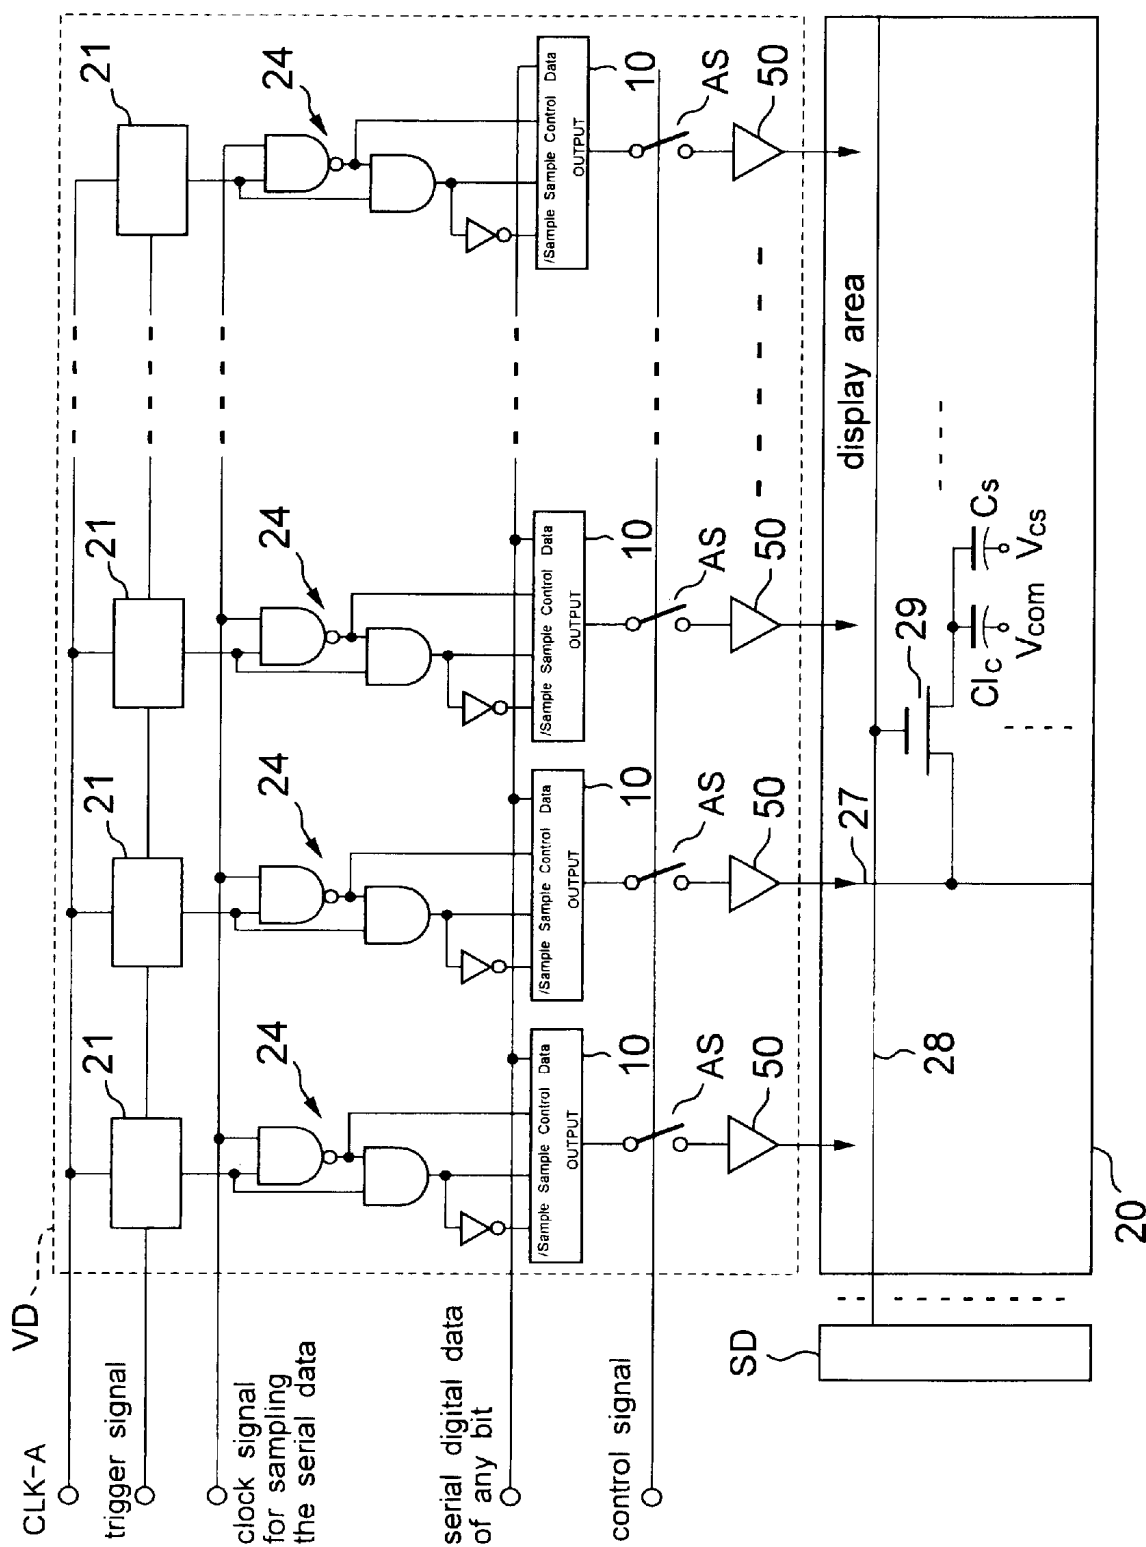 VD
CLK-A
trigger signal
clock signal
for sampling
the serial data
serial digital data
of any bit
control signal
21
21
21
21
24
24
24
24
/Sample Sample Control Data
OUTPUT
10
/Sample Sample Control Data
OUTPUT
10
/Sample Sample Control Data
OUTPUT
10
/Sample Sample Control Data
OUTPUT
10
AS
AS
AS
AS
50
50
50
50
display area
SD
28
27
29
Clc
Cs
Vcom
Vcs
20